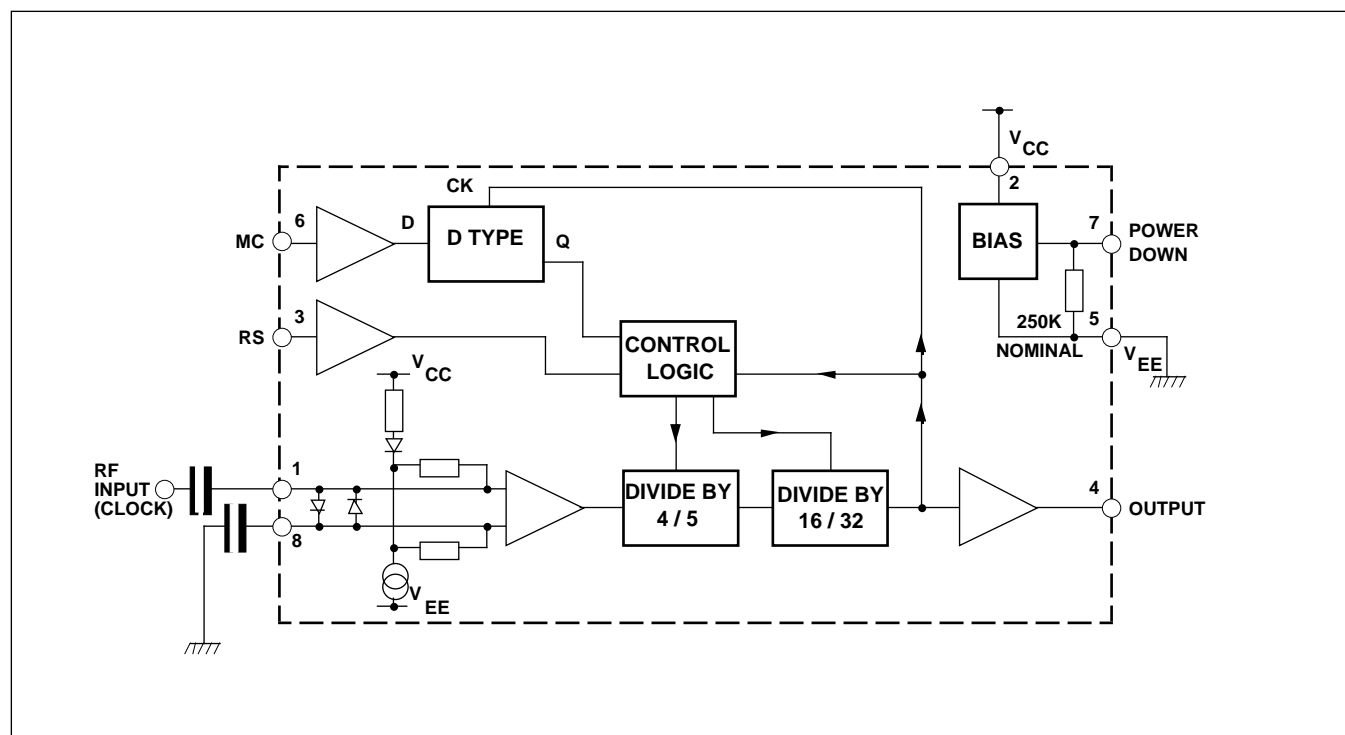 V
CC
2
CK
6
D
D TYPE
Q
MC
BIAS
7
POWER
DOWN
3
RS
250K
NOMINAL
5
V
EE
CONTROL
LOGIC
V
CC
RF
INPUT
(CLOCK)
1
8
DIVIDE BY
4 / 5
DIVIDE BY
16 / 32
4
OUTPUT
V
EE